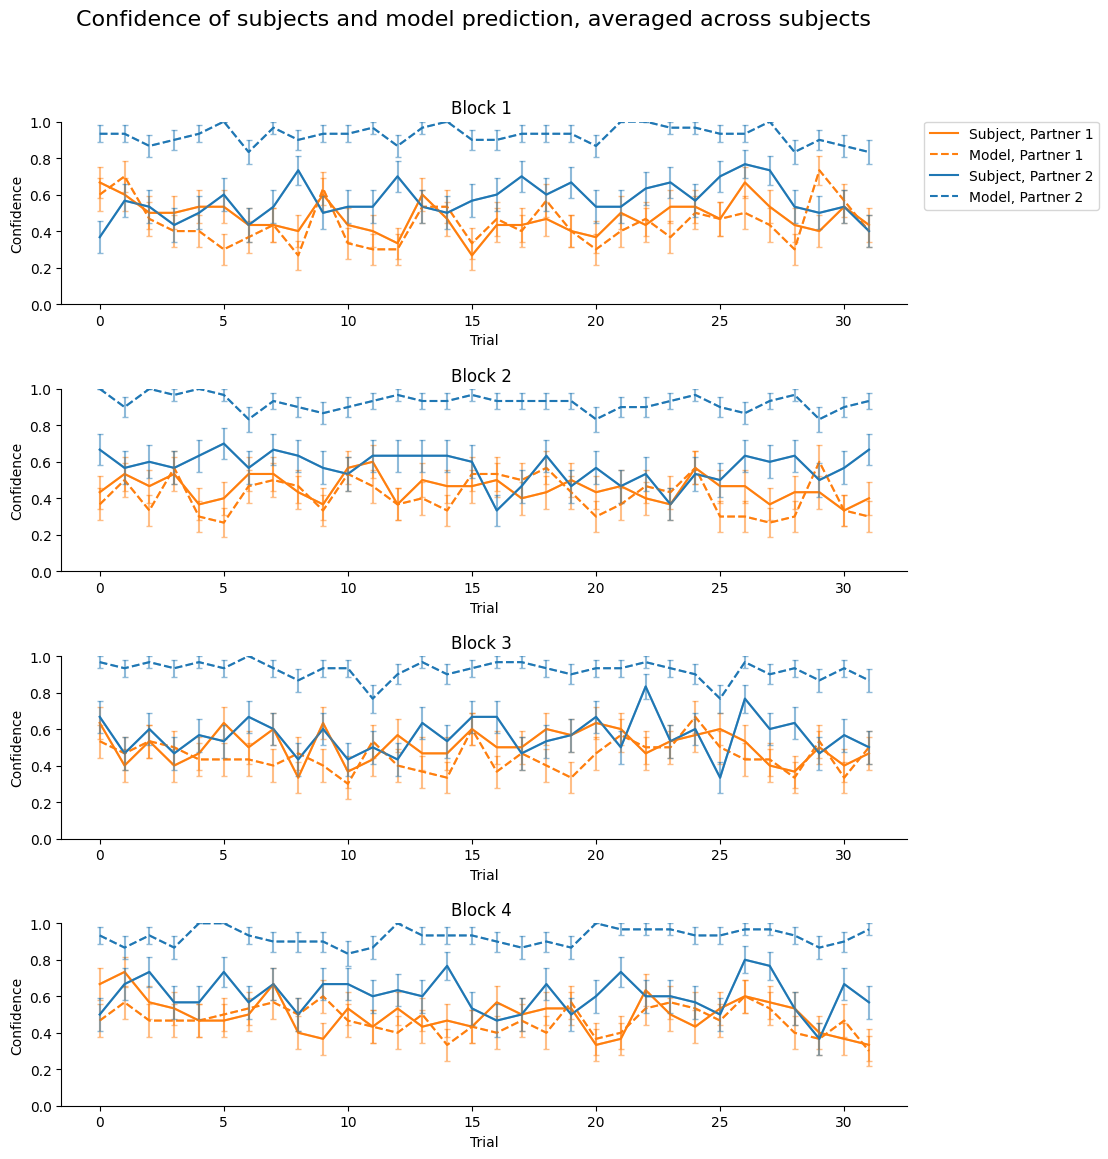 Confidence of subjects and model prediction, averaged across subjects
Block 1
1.0
0.8
0.6
0.4
0.2
0.0
Confidence
0 5 10 15 20 25 30
Trial
Subject, Partner 1
Model, Partner 1
Subject, Partner 2
Model, Partner 2
Block 2
1.0
0.8
0.6
0.4
0.2
0.0
Confidence
0 5 10 15 20 25 30
Trial
Block 3
1.0
0.8
0.6
0.4
0.2
0.0
Confidence
0 5 10 15 20 25 30
Trial
Block 4
1.0
0.8
0.6
0.4
0.2
0.0
Confidence
0 5 10 15 20 25 30
Trial